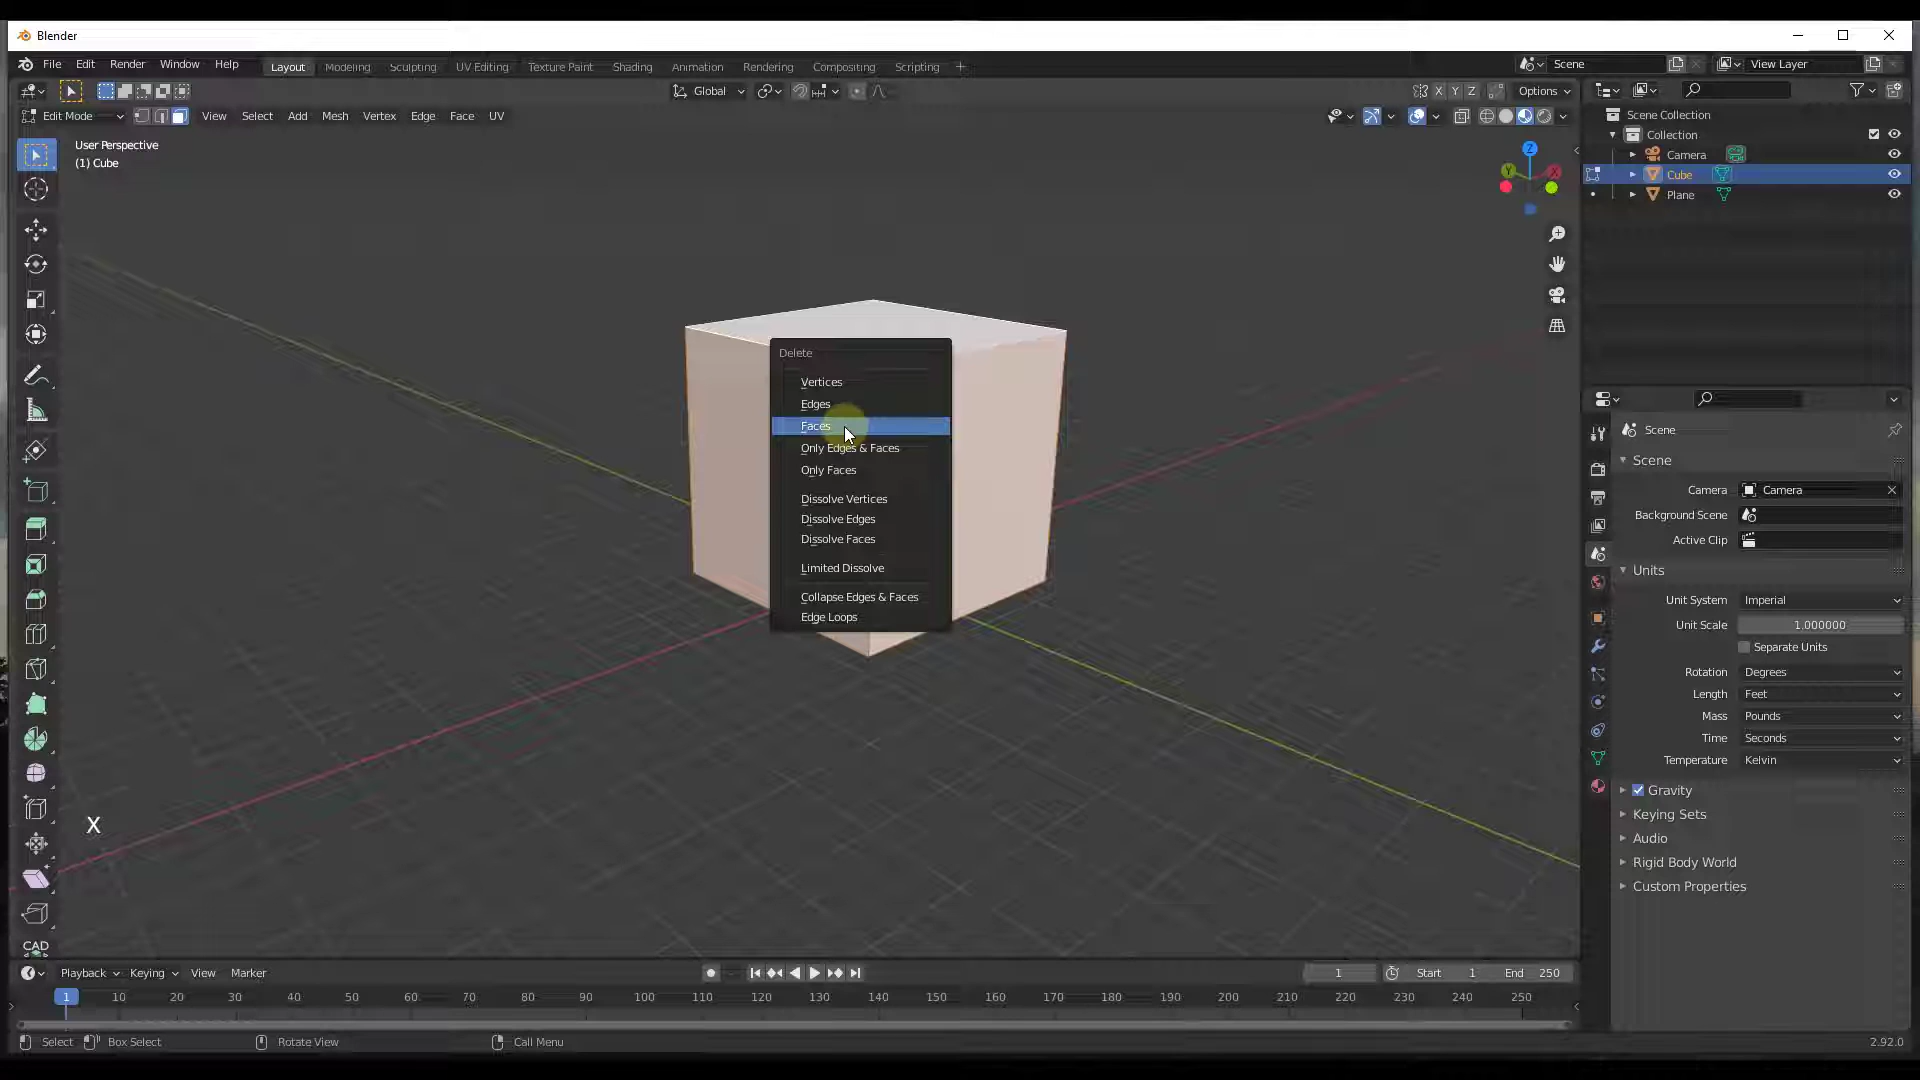 Blender
File Edit Render Window Help Layout Modeling Sculpting UV Editing Texture Paint Shading Animation Rendering Compositing Scripting Scene View Layer
Global X Y Z Options
Edit Mode View Select Add Mesh Vertex Edge Face UV
User Perspective
(1) Cube
Z
Y
X
Delete
Vertices
Edges
Faces
Only Edges & Faces
Only Faces
Dissolve Vertices
Dissolve Edges
Dissolve Faces
Limited Dissolve
Collapse Edges & Faces
Edge Loops
X
CAD
Scene Collection
Collection
Camera
Cube
Plane
Scene
Scene
Camera Camera
Background Scene
Active Clip
Units
Unit System Imperial
Unit Scale 1.000000
Separate Units
Rotation Degrees
Length Feet
Mass Pounds
Time Seconds
Temperature Kelvin
Gravity
Keying Sets
Audio
Rigid Body World
Custom Properties
Playback Keying View Marker 1 Start 1 End 250
1 10 20 30 40 50 60 70 80 90 100 110 120 130 140 150 160 170 180 190 200 210 220 230 240 250
Select Box Select Rotate View Call Menu 2.92.0